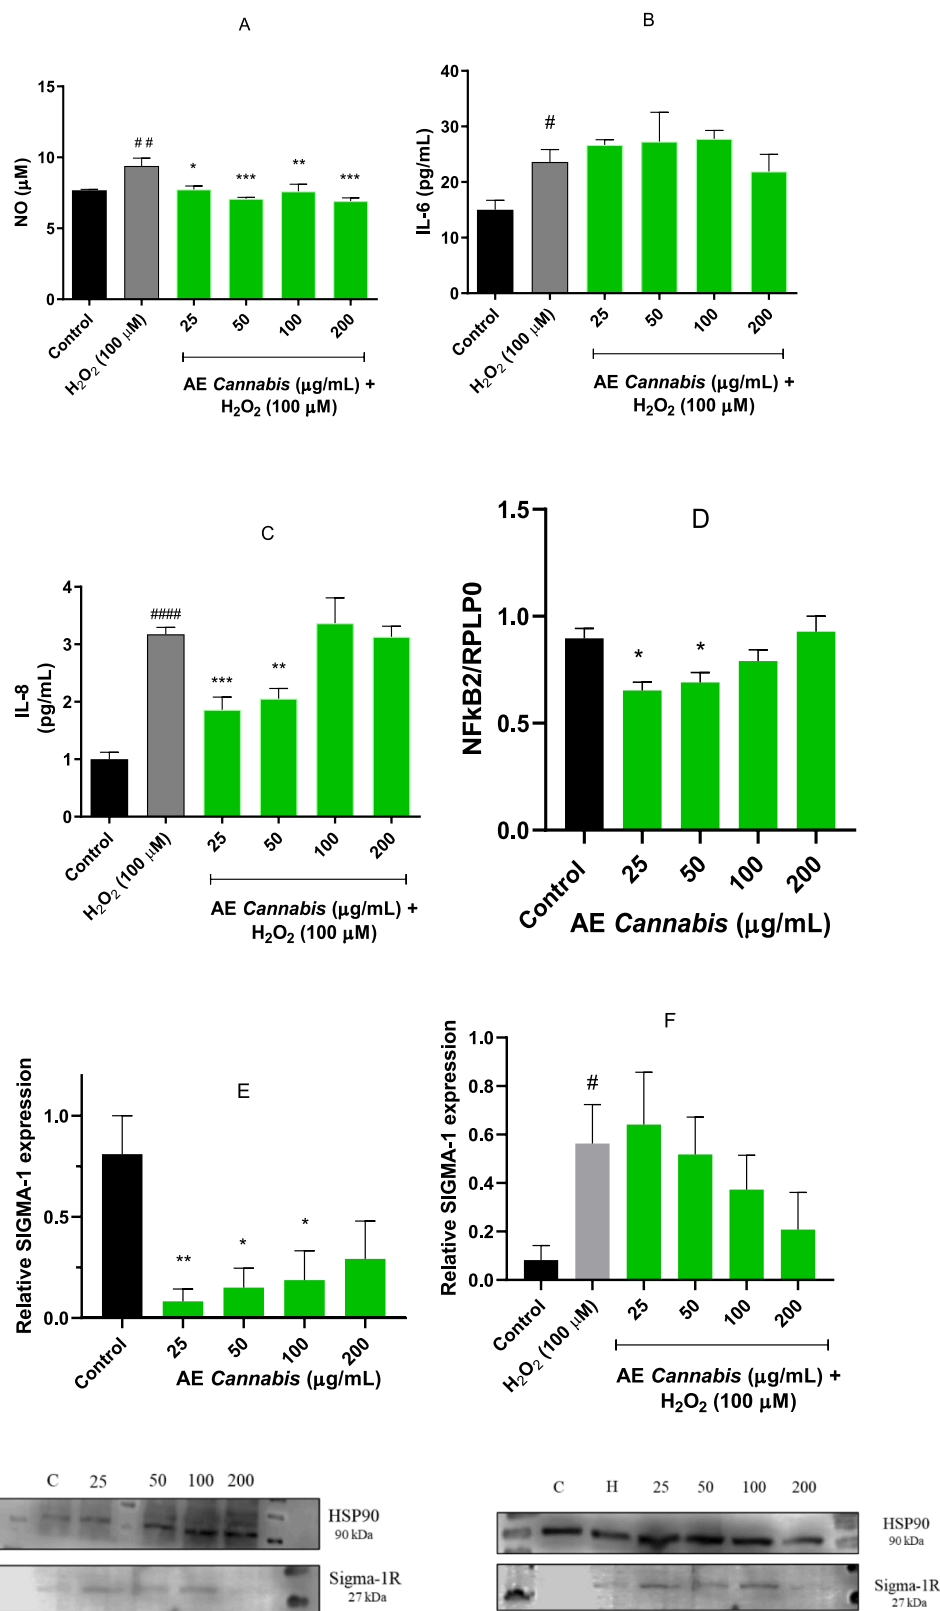 A
NO (µM)
15
10
5
0
##
*
***
**
***
Control
H₂O₂ (100 µM)
25
50
100
200
AE Cannabis (µg/mL) +
H₂O₂ (100 µM)
B
IL-6 (pg/mL)
40
30
20
10
0
#
Control
H₂O₂ (100 µM)
25
50
100
200
AE Cannabis (µg/mL) +
H₂O₂ (100 µM)
C
IL-8
(pg/mL)
4
3
2
1
0
####
***
**
Control
H₂O₂ (100 µM)
25
50
100
200
AE Cannabis (µg/mL) +
H₂O₂ (100 µM)
D
NFkB2/RPLP0
1.5
1.0
0.5
0.0
*
*
Control
25
50
100
200
AE Cannabis (µg/mL)
E
Relative SIGMA-1 expression
1.0
0.5
0.0
**
*
*
Control
25
50
100
200
AE Cannabis (µg/mL)
F
Relative SIGMA-1 expression
1.0
0.8
0.6
0.4
0.2
0.0
#
Control
H₂O₂ (100 µM)
25
50
100
200
AE Cannabis (µg/mL) +
H₂O₂ (100 µM)
C 25 50 100 200
HSP90
90 kDa
Sigma-1R
27 kDa
C H 25 50 100 200
HSP90
90 kDa
Sigma-1R
27 kDa